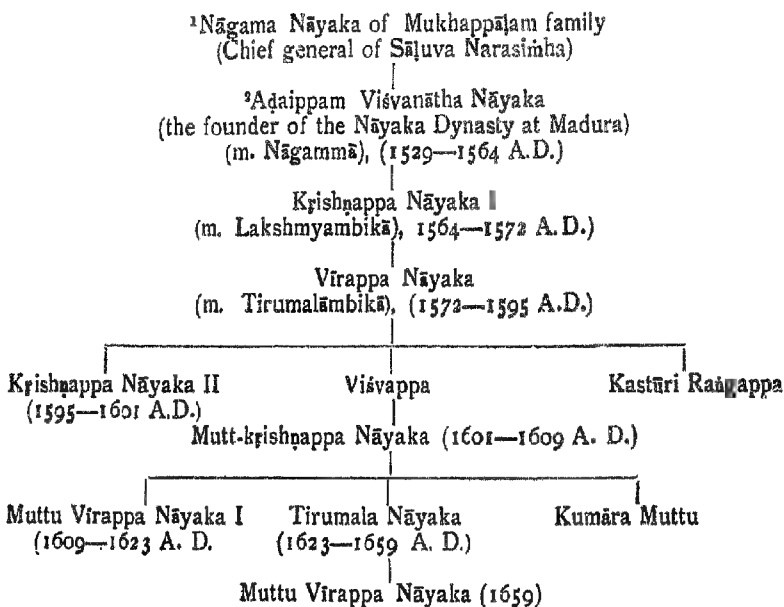 ¹Nāgama Nāyaka of Mukhappāḷam family
(Chief general of Sāḷuva Narasiṁha)
²Aḍaippam Viśvanātha Nāyaka
(the founder of the Nāyaka Dynasty at Madura)
(m. Nāgammā), (1529—1564 A.D.)
Kṛishṇappa Nāyaka I
(m. Lakshmyambikā), 1564—1572 A.D.)
Vīrappa Nāyaka
(m. Tirumalāmbikā), (1572—1595 A.D.)
Kṛishṇappa Nāyaka II Viśvappa Kastūri Raṅgappa
(1595—1601 A.D.)
Mutt-kṛishṇappa Nāyaka (1601—1609 A. D.)
Muttu Vīrappa Nāyaka I Tirumala Nāyaka Kumāra Muttu
(1609—1623 A. D. (1623—1659 A. D.)
Muttu Vīrappa Nāyaka (1659)